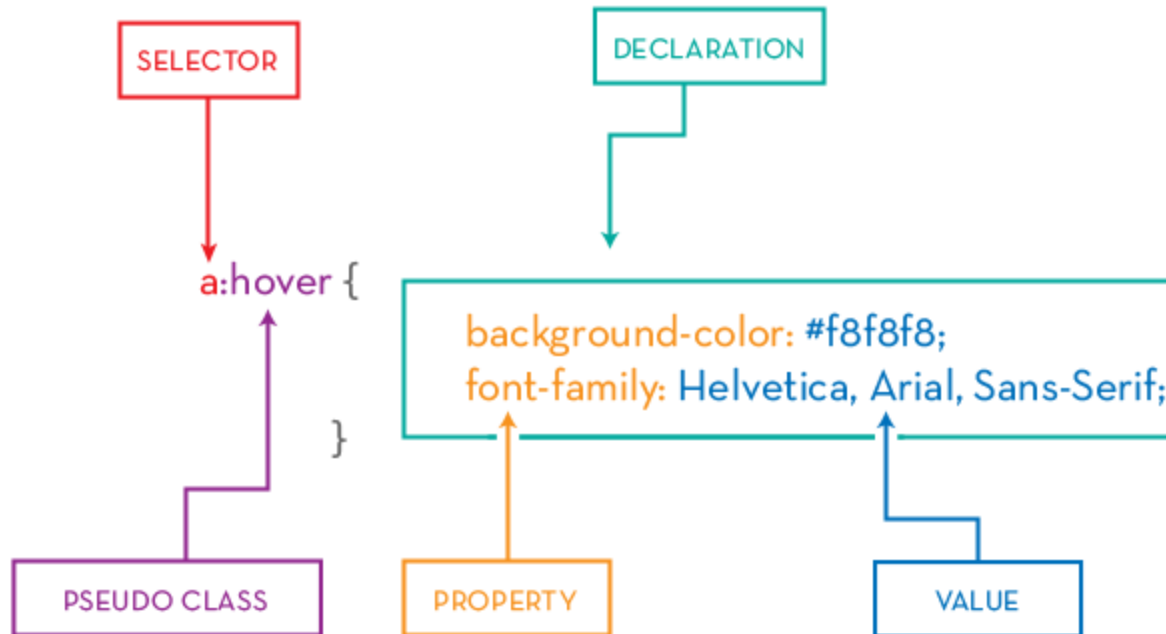 SELECTOR
DECLARATION
a:hover {
background-color: #f8f8f8;
font-family: Helvetica, Arial, Sans-Serif;
}
PSEUDO CLASS
PROPERTY
VALUE